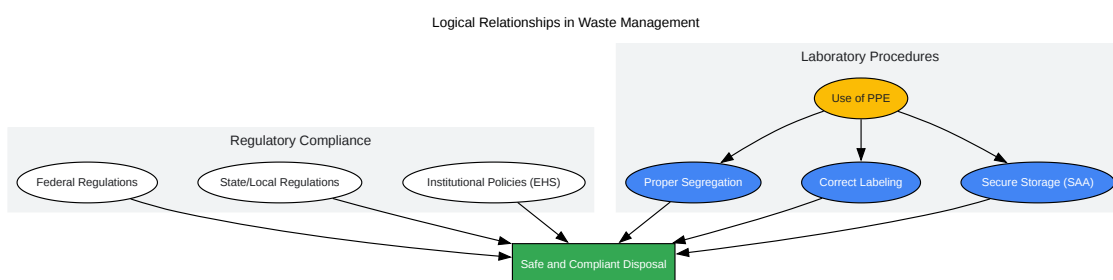 Logical Relationships in Waste Management
Laboratory Procedures
Use of PPE
Regulatory Compliance
Federal Regulations
State/Local Regulations
Institutional Policies (EHS)
Proper Segregation
Correct Labeling
Secure Storage (SAA)
Safe and Compliant Disposal